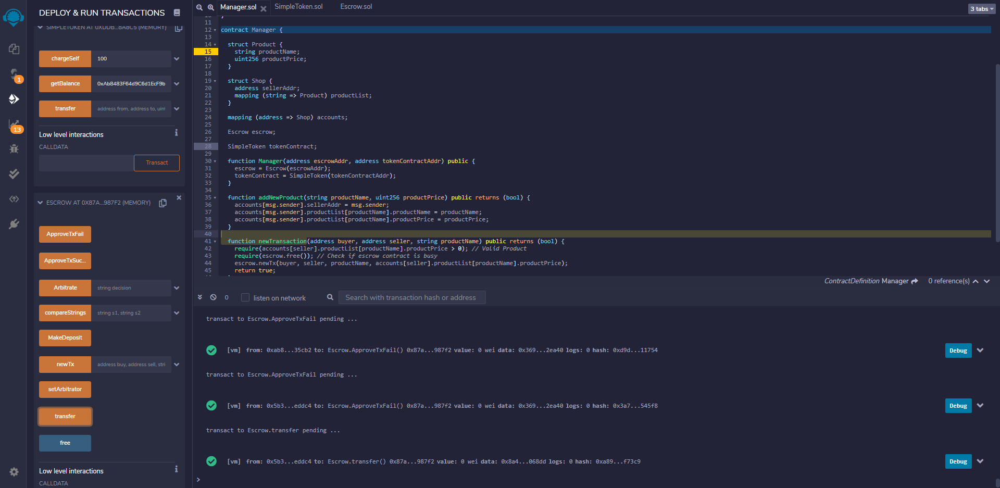 DEPLOY & RUN TRANSACTIONS
SIMPLETOKEN AT 0XDDB...8A8C5 (MEMORY)
chargeSelf 100
getBalance 0xAb8483F64d9C6d1EcF9b
transfer address from, address to, uint
Low level interactions
CALLDATA
Transact
ESCROW AT 0X87A...987F2 (MEMORY)
ApproveTxFail
ApproveTxSuc...
Arbitrate string decision
compareStrings string s1, string s2
MakeDeposit
newTx address buy, address sell, stri
setArbitrator
transfer
free
Low level interactions
CALLDATA
1
13
Manager.sol SimpleToken.sol Escrow.sol 3 tabs
11
12 contract Manager {
13
14 struct Product {
15 string productName;
16 uint256 productPrice;
17 }
18
19 struct Shop {
20 address sellerAddr;
21 mapping (string => Product) productList;
22 }
23
24 mapping (address => Shop) accounts;
25
26 Escrow escrow;
27
28 SimpleToken tokenContract;
29
30 function Manager(address escrowAddr, address tokenContractAddr) public {
31 escrow = Escrow(escrowAddr);
32 tokenContract = SimpleToken(tokenContractAddr);
33 }
34
35 function addNewProduct(string productName, uint256 productPrice) public returns (bool) {
36 accounts[msg.sender].sellerAddr = msg.sender;
37 accounts[msg.sender].productList[productName].productName = productName;
38 accounts[msg.sender].productList[productName].productPrice = productPrice;
39 }
40
41 function newTransaction(address buyer, address seller, string productName) public returns (bool) {
42 require(accounts[seller].productList[productName].productPrice > 0); // Valid Product
43 require(escrow.free()); // Check if escrow contract is busy
44 escrow.newTx(buyer, seller, productName, accounts[seller].productList[productName].productPrice);
45 return true;
ContractDefinition Manager 0 reference(s)
0 listen on network Search with transaction hash or address
transact to Escrow.ApproveTxFail pending ...
[vm] from: 0xab8...35cb2 to: Escrow.ApproveTxFail() 0x87a...987f2 value: 0 wei data: 0x369...2ea40 logs: 0 hash: 0xd9d...11754 Debug
transact to Escrow.ApproveTxFail pending ...
[vm] from: 0x5b3...eddc4 to: Escrow.ApproveTxFail() 0x87a...987f2 value: 0 wei data: 0x369...2ea40 logs: 0 hash: 0x3a7...545f8 Debug
transact to Escrow.transfer pending ...
[vm] from: 0x5b3...eddc4 to: Escrow.transfer() 0x87a...987f2 value: 0 wei data: 0x8a4...068dd logs: 0 hash: 0xa89...f73c9 Debug
>